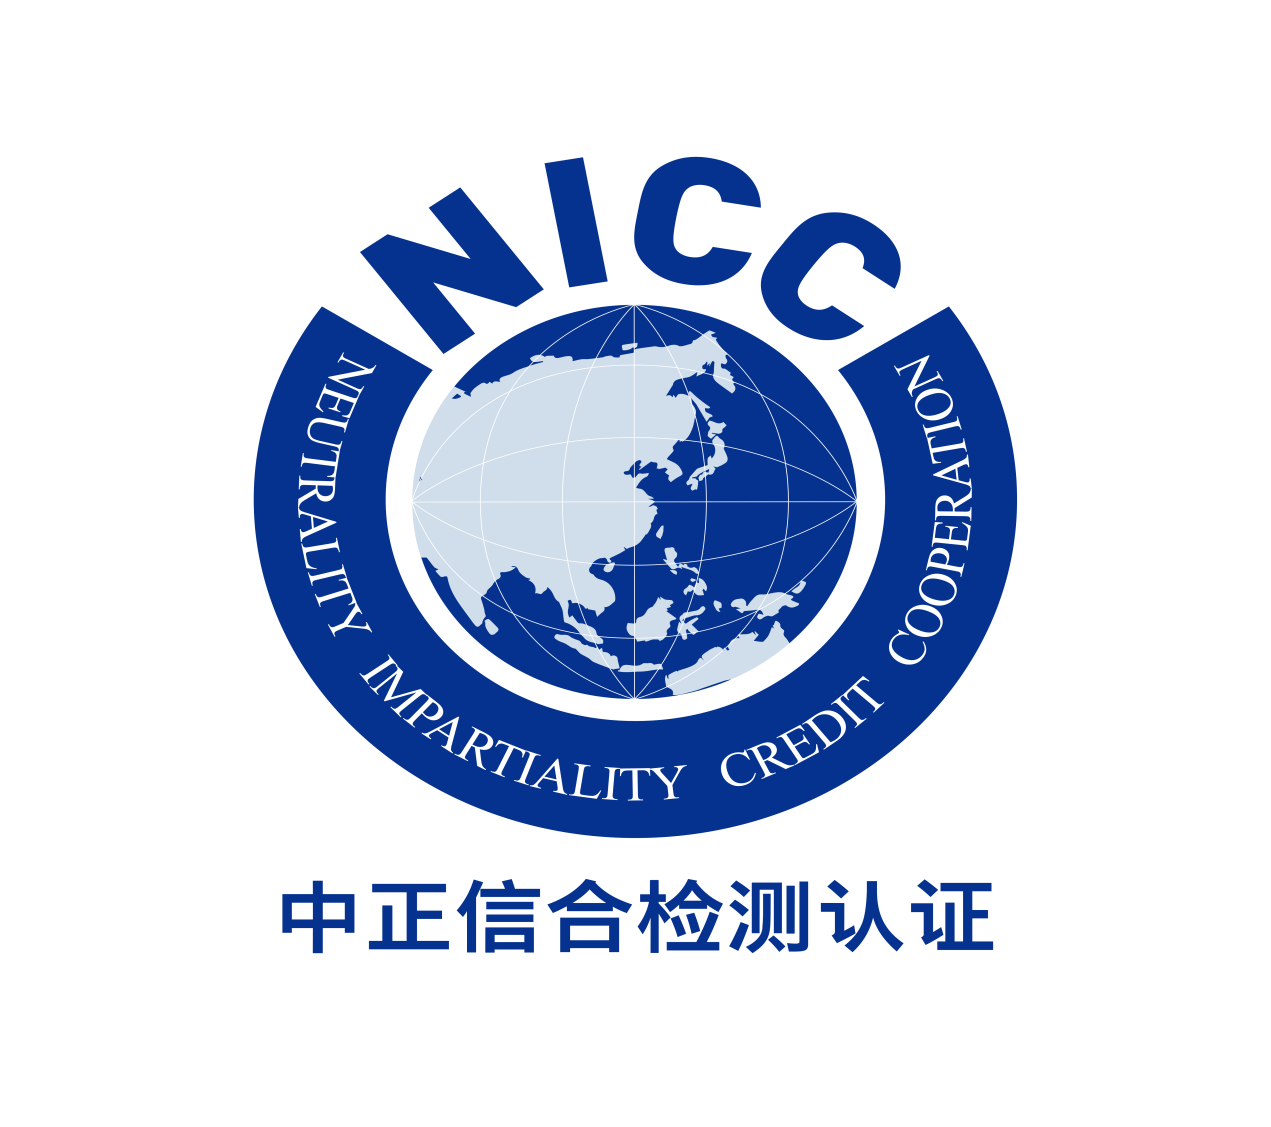 NICC
NEUTRALITY IMPARTIALITY CREDIT COOPERATION
中正信合检测认证